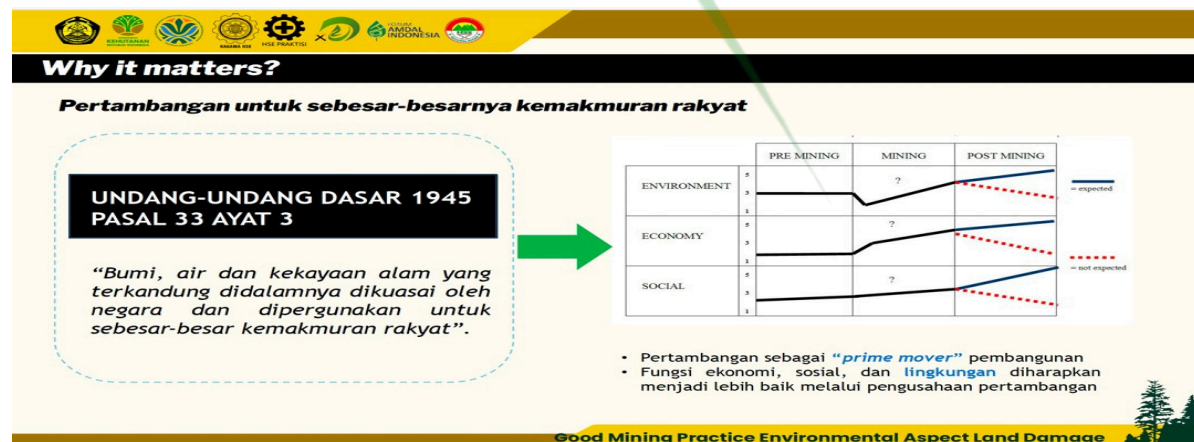 KEHUTANAN
KAGAMA HSE
HSE PRAKTISI
FORUM
AMDAL
INDONESIA
Why it matters?
Pertambangan untuk sebesar-besarnya kemakmuran rakyat
UNDANG-UNDANG DASAR 1945
PASAL 33 AYAT 3
“Bumi, air dan kekayaan alam yang
terkandung didalamnya dikuasai oleh
negara dan dipergunakan untuk
sebesar-besar kemakmuran rakyat”.
PRE MINING MINING POST MINING
ENVIRONMENT 5 3 1 ?
= expected
ECONOMY 5 3 1 ?
= not expected
SOCIAL 5 3 1 ?
• Pertambangan sebagai “prime mover” pembangunan
• Fungsi ekonomi, sosial, dan lingkungan diharapkan
menjadi lebih baik melalui pengusahaan pertambangan
Good Mining Practice Environmental Aspect Land Damage